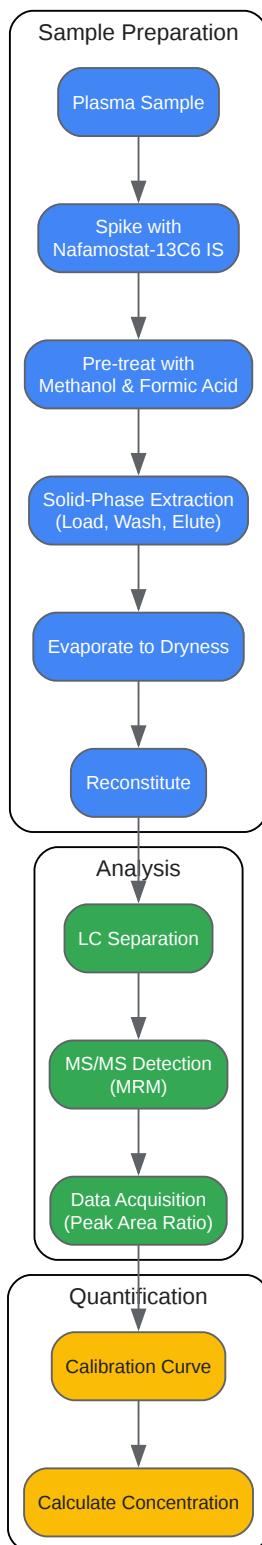 Sample Preparation
Plasma Sample
Spike with
Nafamostat-13C6 IS
Pre-treat with
Methanol & Formic Acid
Solid-Phase Extraction
(Load, Wash, Elute)
Evaporate to Dryness
Reconstitute
Analysis
LC Separation
MS/MS Detection
(MRM)
Data Acquisition
(Peak Area Ratio)
Quantification
Calibration Curve
Calculate Concentration